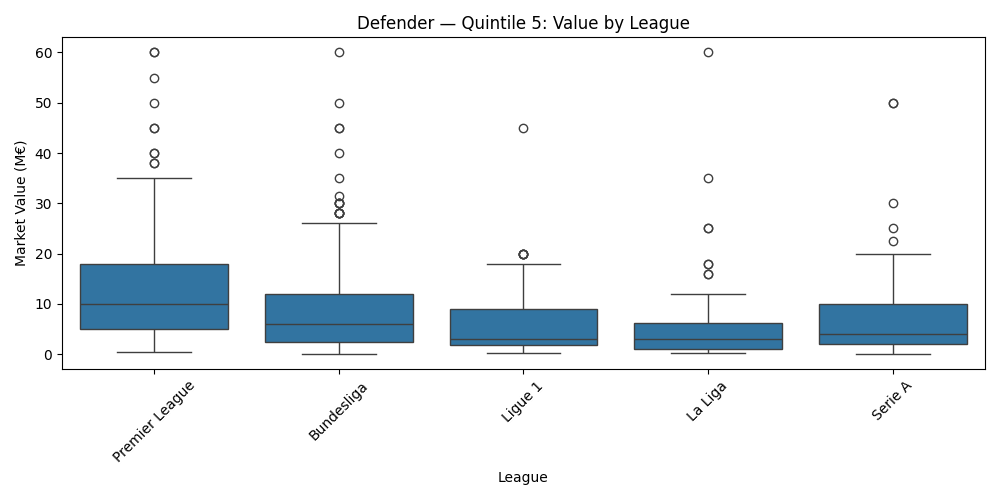 Defender — Quintile 5: Value by League
Market Value (M€)
60
50
40
30
20
10
0
Premier League
Bundesliga
Ligue 1
La Liga
Serie A
League